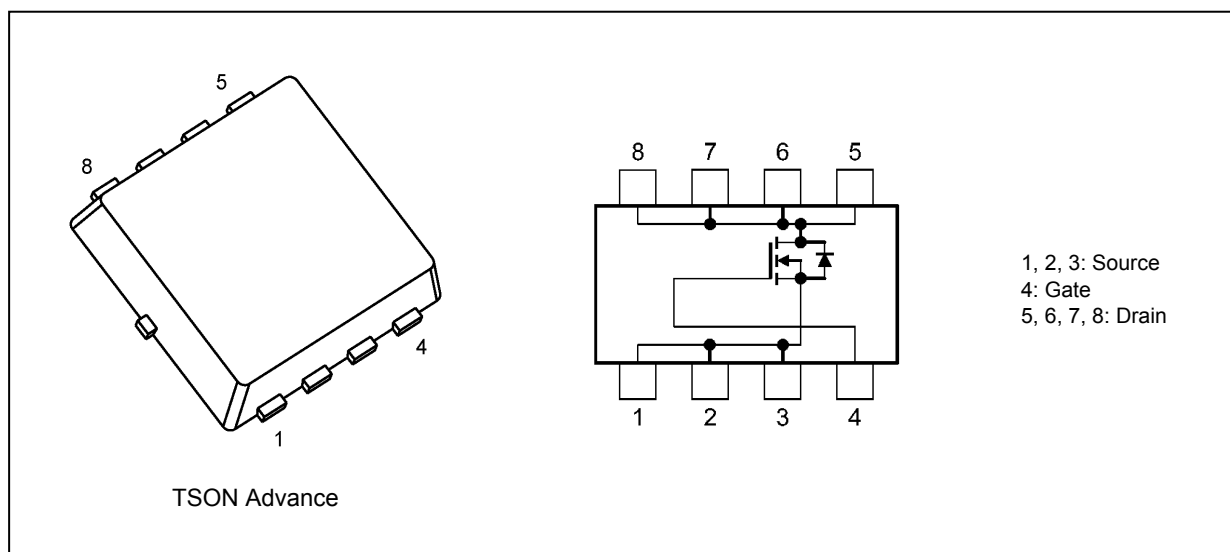 5
8
4
1
TSON Advance
8 7 6 5
1 2 3 4
1, 2, 3: Source
4: Gate
5, 6, 7, 8: Drain